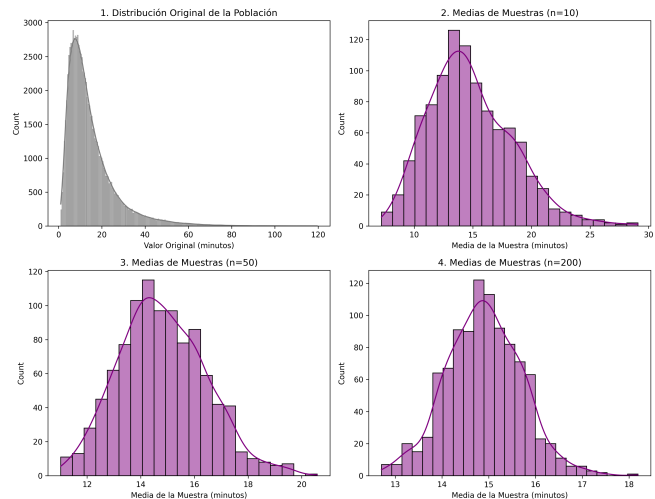 1. Distribución Original de la Población
Count
3000
2500
2000
1500
1000
500
0
0 20 40 60 80 100 120
Valor Original (minutos)
2. Medias de Muestras (n=10)
Count
120
100
80
60
40
20
0
10 15 20 25 30
Media de la Muestra (minutos)
3. Medias de Muestras (n=50)
Count
120
100
80
60
40
20
0
12 14 16 18 20
Media de la Muestra (minutos)
4. Medias de Muestras (n=200)
Count
120
100
80
60
40
20
0
13 14 15 16 17 18
Media de la Muestra (minutos)